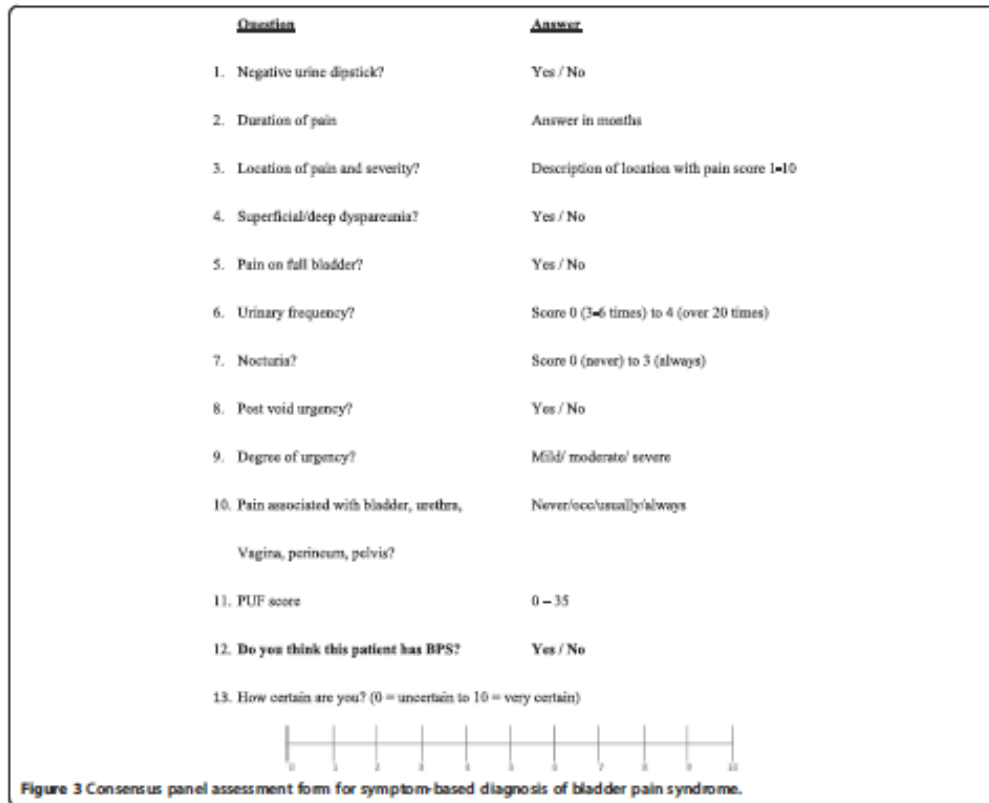 Question Answer
1. Negative urine dipstick? Yes / No
2. Duration of pain Answer in months
3. Location of pain and severity? Description of location with pain score 1-10
4. Superficial/deep dyspareunia? Yes / No
5. Pain on full bladder? Yes / No
6. Urinary frequency? Score 0 (3-6 times) to 4 (over 20 times)
7. Nocturia? Score 0 (never) to 3 (always)
8. Post void urgency? Yes / No
9. Degree of urgency? Mild/ moderate/ severe
10. Pain associated with bladder, urethra, Never/occ/usually/always
Vagina, perineum, pelvis?
11. PUF score 0 – 35
12. Do you think this patient has BPS? Yes / No
13. How certain are you? (0 = uncertain to 10 = very certain)
0 1 2 3 4 5 6 7 8 9 10
Figure 3 Consensus panel assessment form for symptom-based diagnosis of bladder pain syndrome.